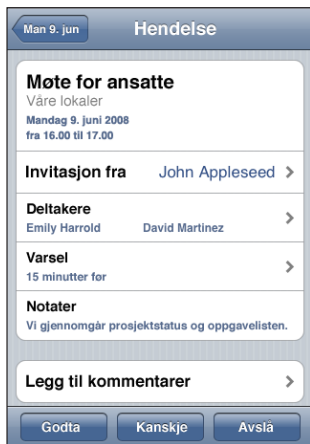 Man 9. jun
Hendelse
Møte for ansatte
Våre lokaler
Mandag 9. juni 2008
fra 16.00 til 17.00
Invitasjon fra John Appleseed
Deltakere
Emily Harrold David Martinez
Varsel
15 minutter før
Notater
Vi gjennomgår prosjektstatus og oppgavelisten.
Legg til kommentarer
Godta Kanskje Avslå